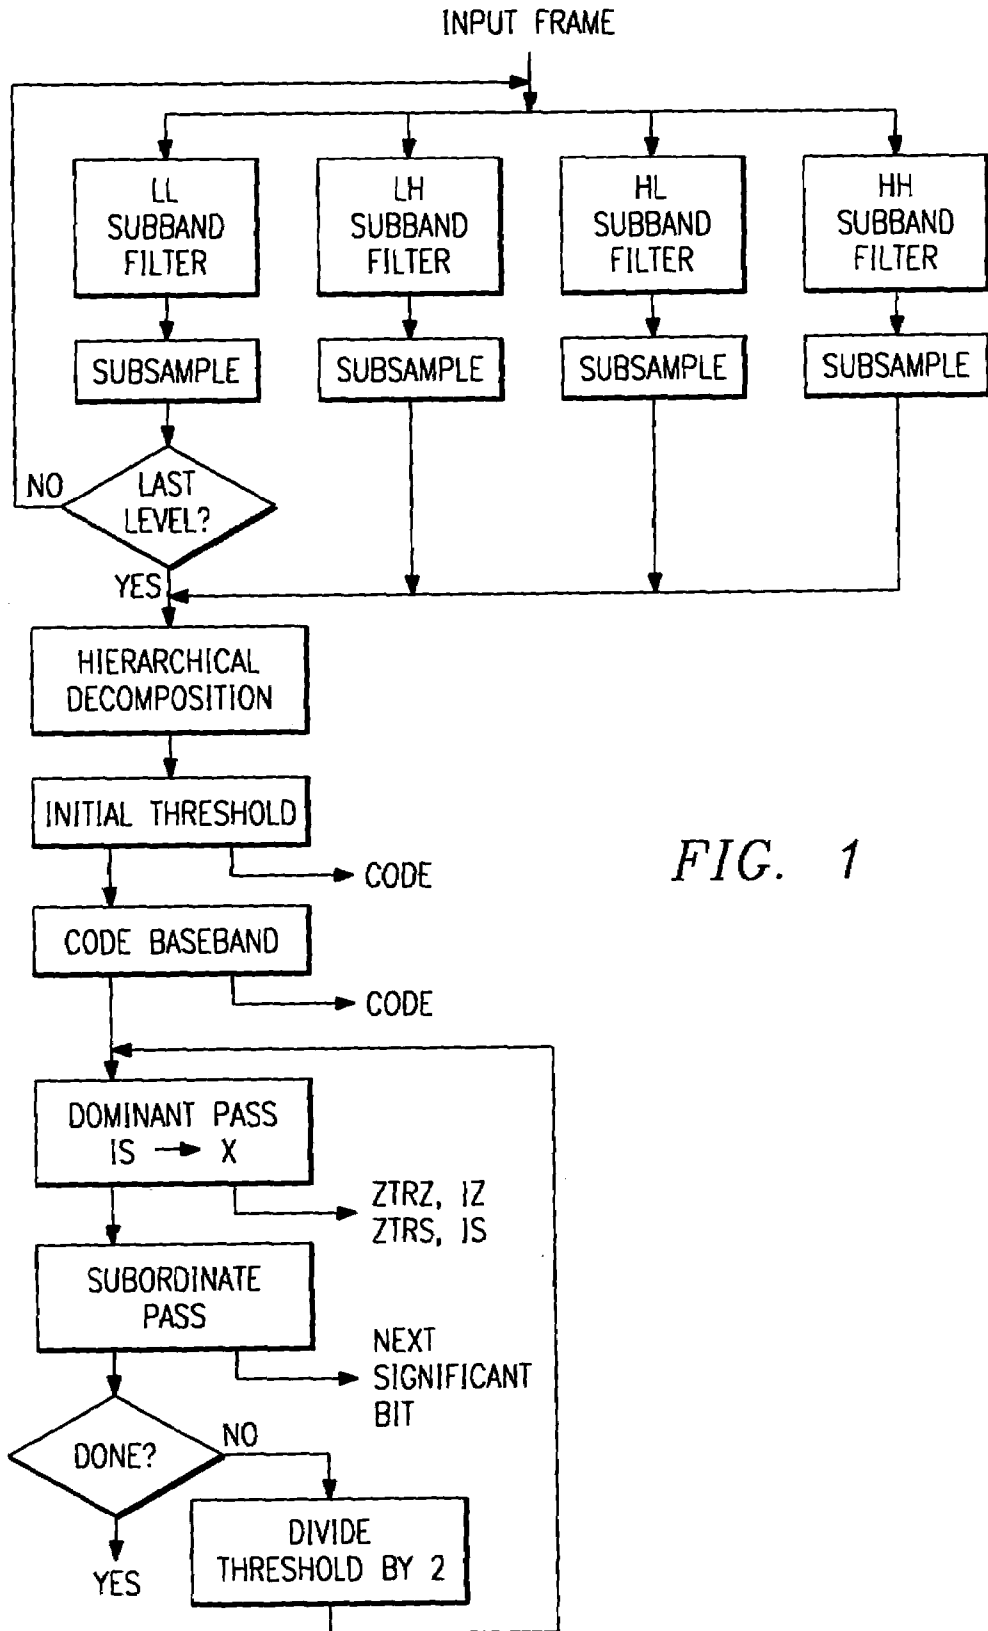 INPUT FRAME
LL
SUBBAND
FILTER
LH
SUBBAND
FILTER
HL
SUBBAND
FILTER
HH
SUBBAND
FILTER
SUBSAMPLE
SUBSAMPLE
SUBSAMPLE
SUBSAMPLE
NO
LAST
LEVEL?
YES
HIERARCHICAL
DECOMPOSITION
INITIAL THRESHOLD
CODE
FIG. 1
CODE BASEBAND
CODE
DOMINANT PASS
IS → X
ZTRZ, IZ
ZTRS, IS
SUBORDINATE
PASS
NEXT
SIGNIFICANT
BIT
DONE?
NO
YES
DIVIDE
THRESHOLD BY 2